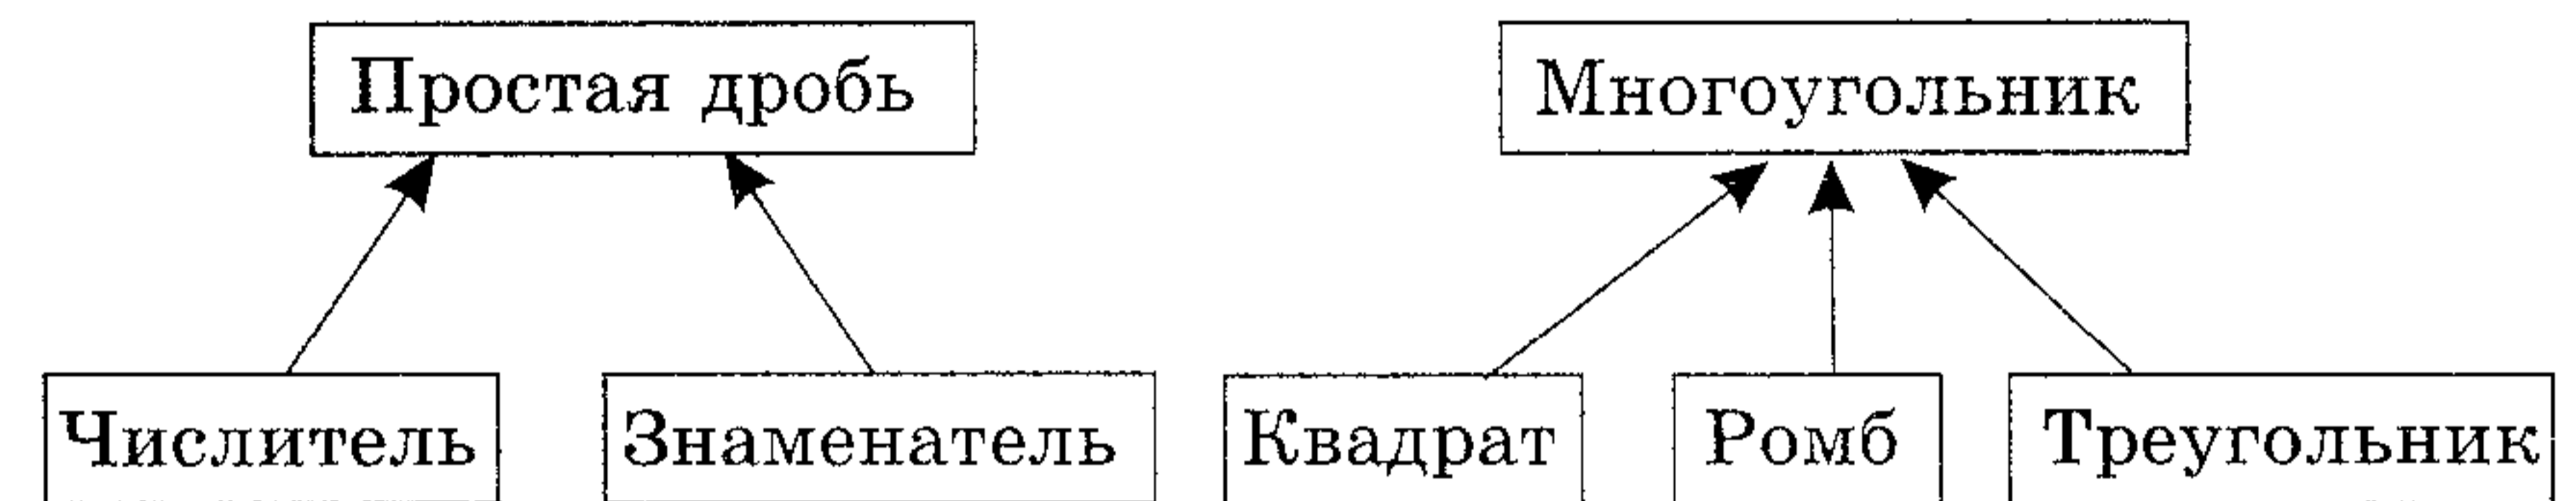 Простая дробь
Многоугольник
Числитель
Знаменатель
Квадрат
Ромб
Треугольник